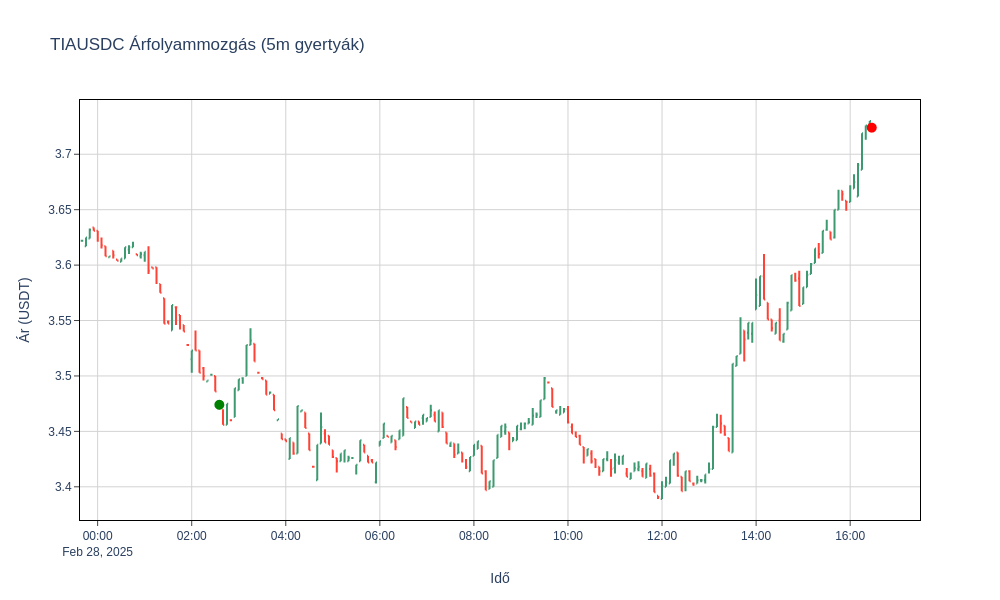 TIAUSDC Árfolyammozgás (5m gyertyák)
Ár (USDT)
3.7
3.65
3.6
3.55
3.5
3.45
3.4
00:00 02:00 04:00 06:00 08:00 10:00 12:00 14:00 16:00
Feb 28, 2025
Idő